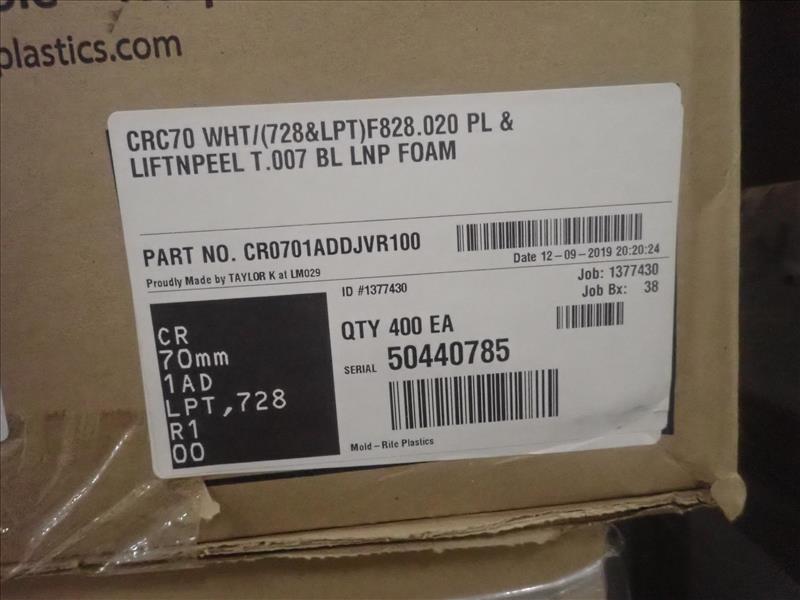 plastics.com
CRC70 WHT/(728&LPT)F828.020 PL &
LIFTNPEEL T.007 BL LNP FOAM
PART NO. CR0701ADDJVR100
Date 12-09-2019 20:20:24
Proudly Made by TAYLOR K at LM029
ID #1377430
Job: 1377430
Job Bx: 38
QTY 400 EA
SERIAL 50440785
CR
70mm
1AD
LPT,728
R1
00
Mold-Rite Plastics